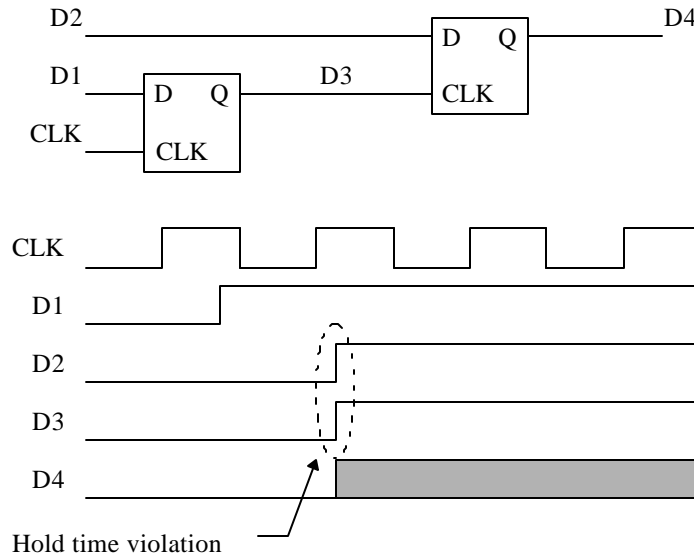 D2
D4
D Q
D1
D3
D Q
CLK
CLK
CLK
CLK
D1
D2
D3
D4
Hold time violation